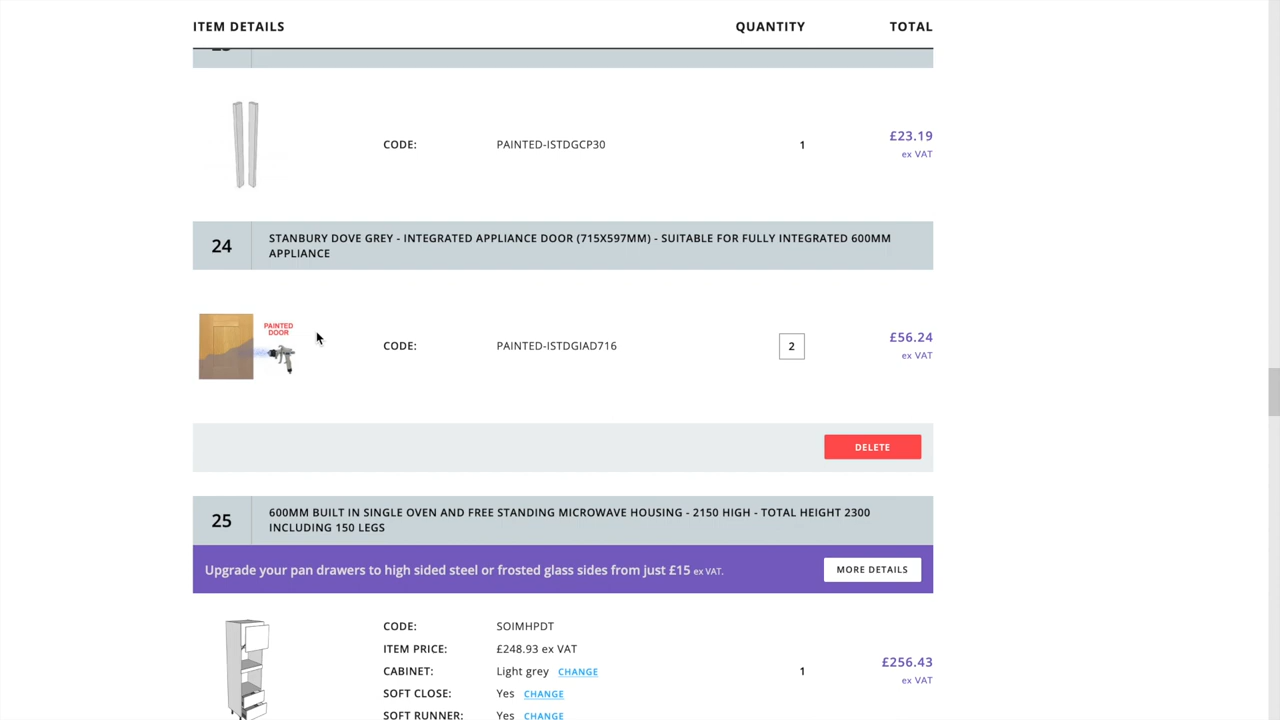 ITEM DETAILS QUANTITY TOTAL
CODE: PAINTED-ISTDGCP30 1 £23.19
ex VAT
24 STANBURY DOVE GREY - INTEGRATED APPLIANCE DOOR (715X597MM) - SUITABLE FOR FULLY INTEGRATED 600MM
APPLIANCE
PAINTED
DOOR
CODE: PAINTED-ISTDGIAD716 2 £56.24
ex VAT
DELETE
25 600MM BUILT IN SINGLE OVEN AND FREE STANDING MICROWAVE HOUSING - 2150 HIGH - TOTAL HEIGHT 2300
INCLUDING 150 LEGS
Upgrade your pan drawers to high sided steel or frosted glass sides from just £15 ex VAT. MORE DETAILS
CODE: SOIMHPDT
ITEM PRICE: £248.93 ex VAT
CABINET: Light grey CHANGE 1 £256.43
ex VAT
SOFT CLOSE: Yes CHANGE
SOFT RUNNER: Yes CHANGE